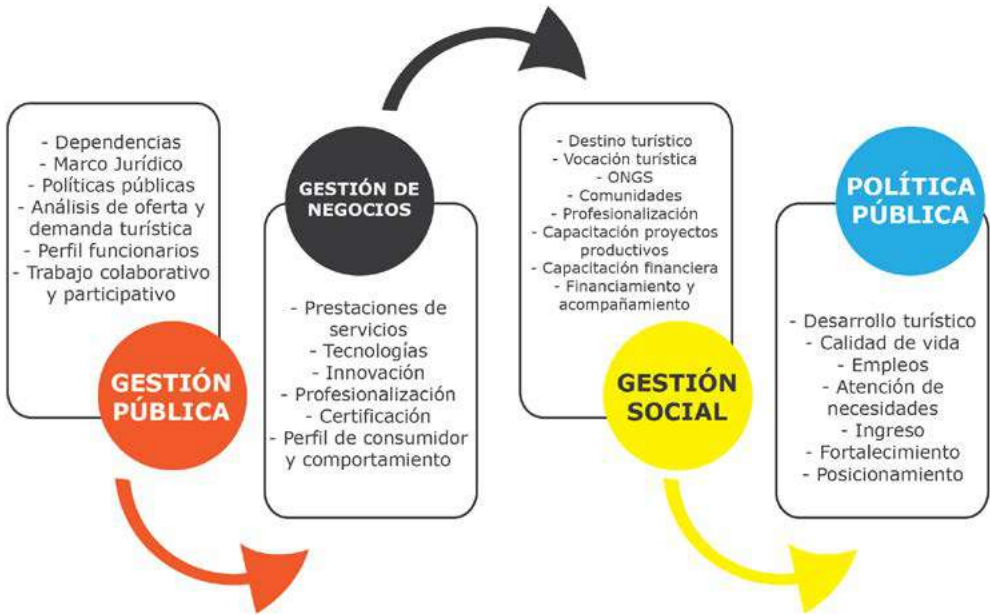 - Dependencias
- Marco Jurídico
- Políticas públicas
- Análisis de oferta y
demanda turística
- Perfil funcionarios
- Trabajo colaborativo
y participativo
GESTIÓN
PÚBLICA
GESTIÓN DE
NEGOCIOS
- Prestaciones de
servicios
- Tecnologías
- Innovación
- Profesionalización
- Certificación
- Perfil de consumidor
y comportamiento
- Destino turístico
- Vocación turística
- ONGS
- Comunidades
- Profesionalización
- Capacitación proyectos
productivos
- Capacitación financiera
- Financiamiento y
acompañamiento
GESTIÓN
SOCIAL
POLÍTICA
PÚBLICA
- Desarrollo turístico
- Calidad de vida
- Empleos
- Atención de
necesidades
- Ingreso
- Fortalecimiento
- Posicionamiento